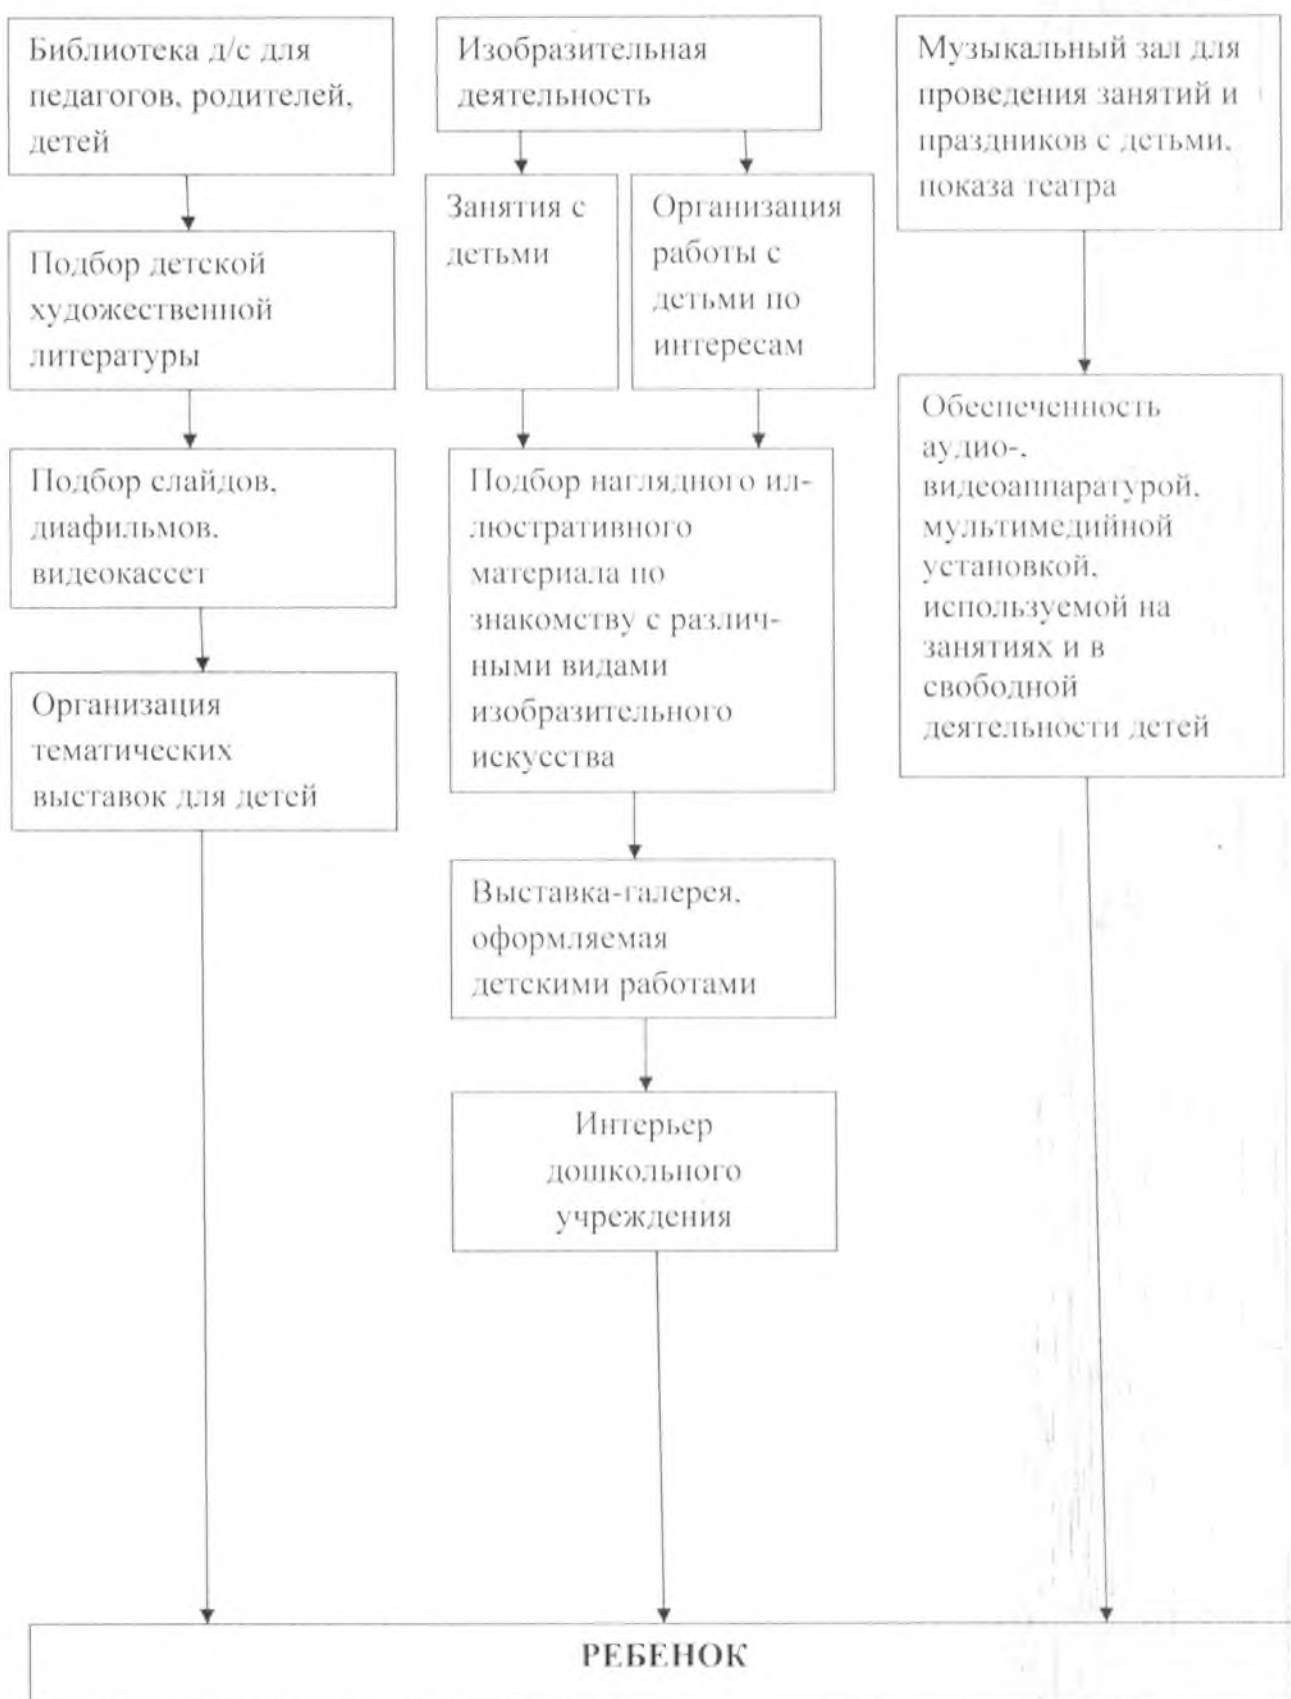 Библиотека д/с для
педагогов, родителей,
детей
Подбор детской
художественной
литературы
Подбор слайдов,
диафильмов,
видеокассет
Организация
тематических
выставок для детей
Изобразительная
деятельность
Занятия с
детьми
Организация
работы с
детьми по
интересам
Подбор наглядного ил-
люстративного
материала по
знакомству с различ-
ными видами
изобразительного
искусства
Выставка-галерея,
оформляемая
детскими работами
Интерьер
дошкольного
учреждения
Музыкальный зал для
проведения занятий и
праздников с детьми,
показа театра
Обеспеченность
аудио-,
видеоаппаратурой,
мультимедийной
установкой,
используемой на
занятиях и в
свободной
деятельности детей
РЕБЕНОК